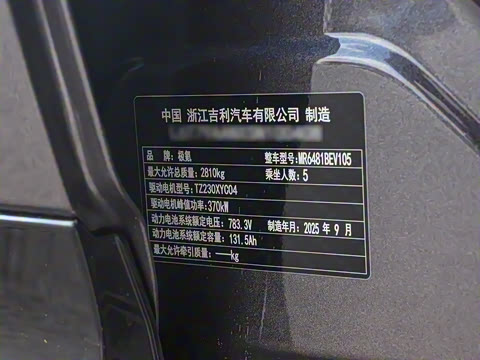 中国 浙江吉利汽车有限公司 制造
品 牌: 极氪 整车型号: MR6481BEV105
最大允许总质量: 2810kg 乘坐人数: 5
驱动电机型号: TZ230XYC04
驱动电机峰值功率: 370kW
动力电池系统额定电压: 783.3V 制造年月: 2025 年 9 月
动力电池系统额定容量: 131.5Ah
最大允许牵引质量: ——kg